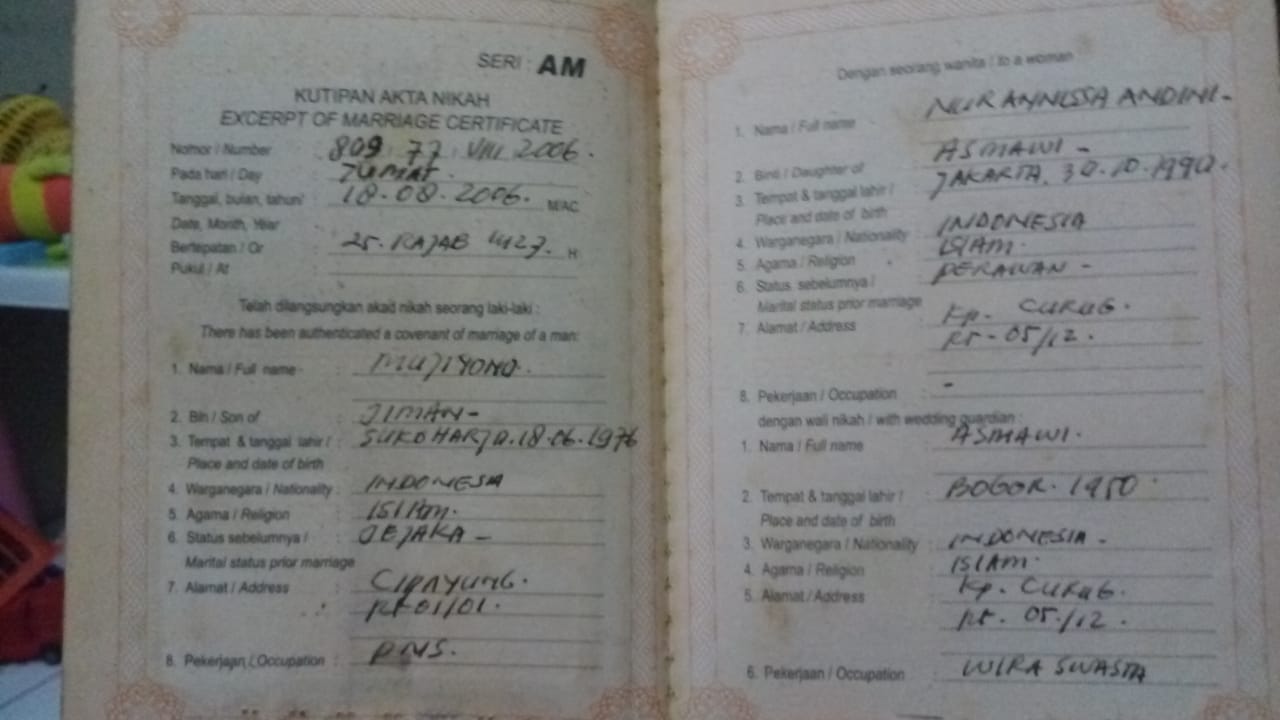 SERI : AM
KUTIPAN AKTA NIKAH
EXCERPT OF MARRIAGE CERTIFICATE
Nomor / Number : 809 : 77 : VIII 2006.
Pada hari / Day : JUMAT.
Tanggal, bulan, tahun/ : 18.08.2006. M/AC
Date, Month, Year
Bertepatan / Or : 25. RAJAB 1427. H
Pukul / At :
Telah dilangsungkan akad nikah seorang laki-laki :
There has been authenticated a covenant of marriage of a man:
1. Nama / Full name : MUJIYONO.
2. Bin / Son of : JIMAN -
3. Tempat & tanggal lahir / : SUKOHARJO. 18.06.1976
Place and date of birth
4. Warganegara / Nationality : INDONESIA
5. Agama / Religion : ISLAM.
6. Status sebelumnya / : JEJAKA -
Marital status prior marriage
7. Alamat / Address : CIPAYUNG.
RT 01/01.
8. Pekerjaan / Occupation : PNS.
Dengan seorang wanita / to a woman
1. Nama / Full name : NUR ANNISSA ANDINI -
2. Binti / Daughter of : ASMAWI -
3. Tempat & tanggal lahir / : JAKARTA. 30.10.1990.
Place and date of birth
4. Warganegara / Nationality : INDONESIA
5. Agama / Religion : ISLAM.
6. Status sebelumnya / : PERAWAN -
Marital status prior marriage
7. Alamat / Address : Kp. CURUG.
RT - 05/12.
8. Pekerjaan / Occupation : -
dengan wali nikah / with wedding guardian :
1. Nama / Full name : ASMAWI.
2. Tempat & tanggal lahir / : BOGOR. 1950.
Place and date of birth
3. Warganegara / Nationality : INDONESIA -
4. Agama / Religion : ISLAM.
5. Alamat / Address : Kp. CURUG.
RT. 05./12.
6. Pekerjaan / Occupation : WIRA SWASTA